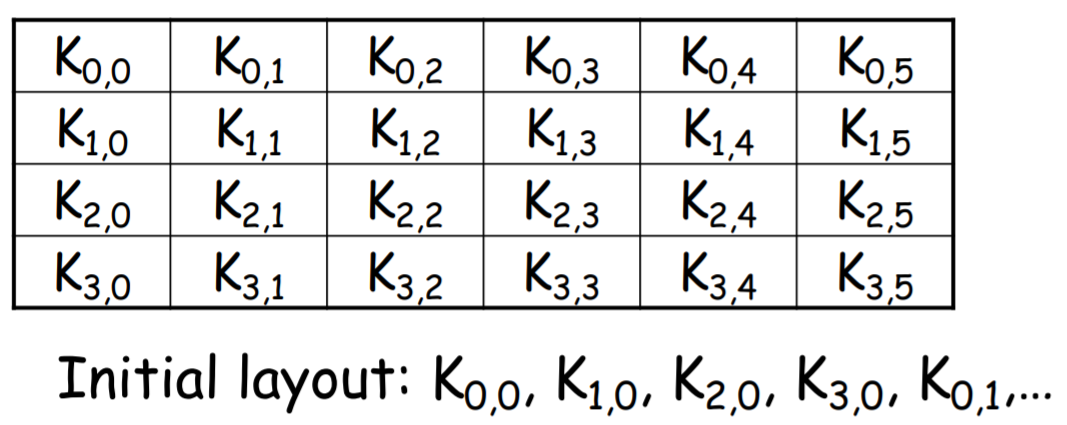 K0,0 K0,1 K0,2 K0,3 K0,4 K0,5
K1,0 K1,1 K1,2 K1,3 K1,4 K1,5
K2,0 K2,1 K2,2 K2,3 K2,4 K2,5
K3,0 K3,1 K3,2 K3,3 K3,4 K3,5
Initial layout: K0,0, K1,0, K2,0, K3,0, K0,1,...